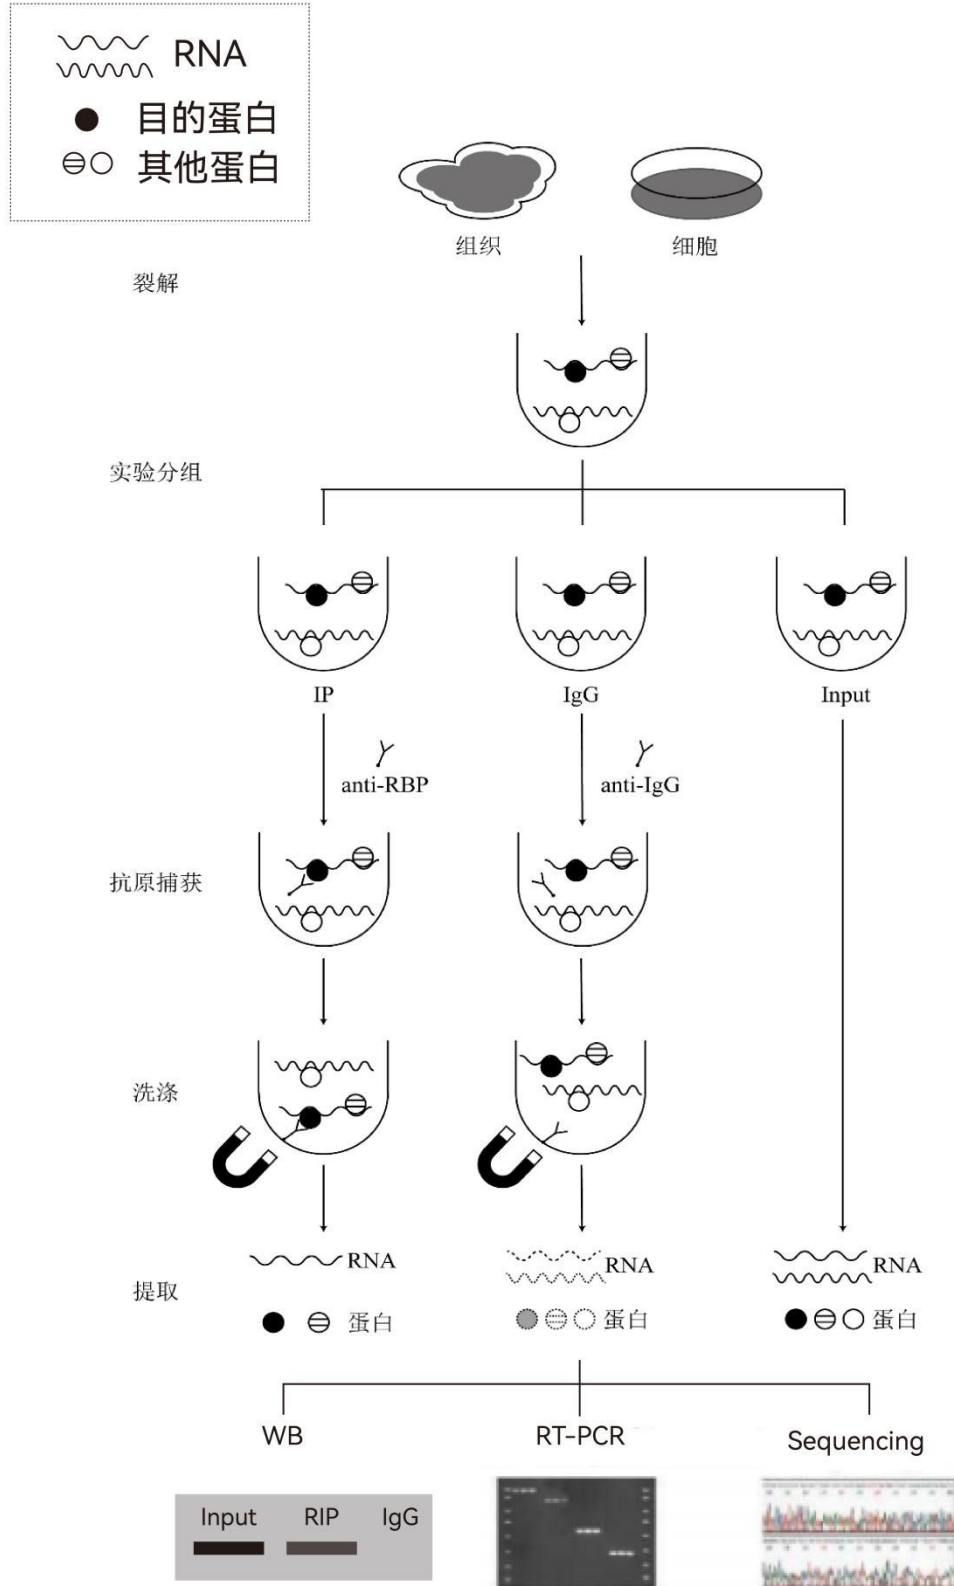 RNA
目的蛋白
其他蛋白
组织
细胞
裂解
实验分组
IP
IgG
Input
anti-RBP
anti-IgG
抗原捕获
洗涤
提取
RNA
RNA
RNA
蛋白
蛋白
蛋白
WB
RT-PCR
Sequencing
Input RIP IgG